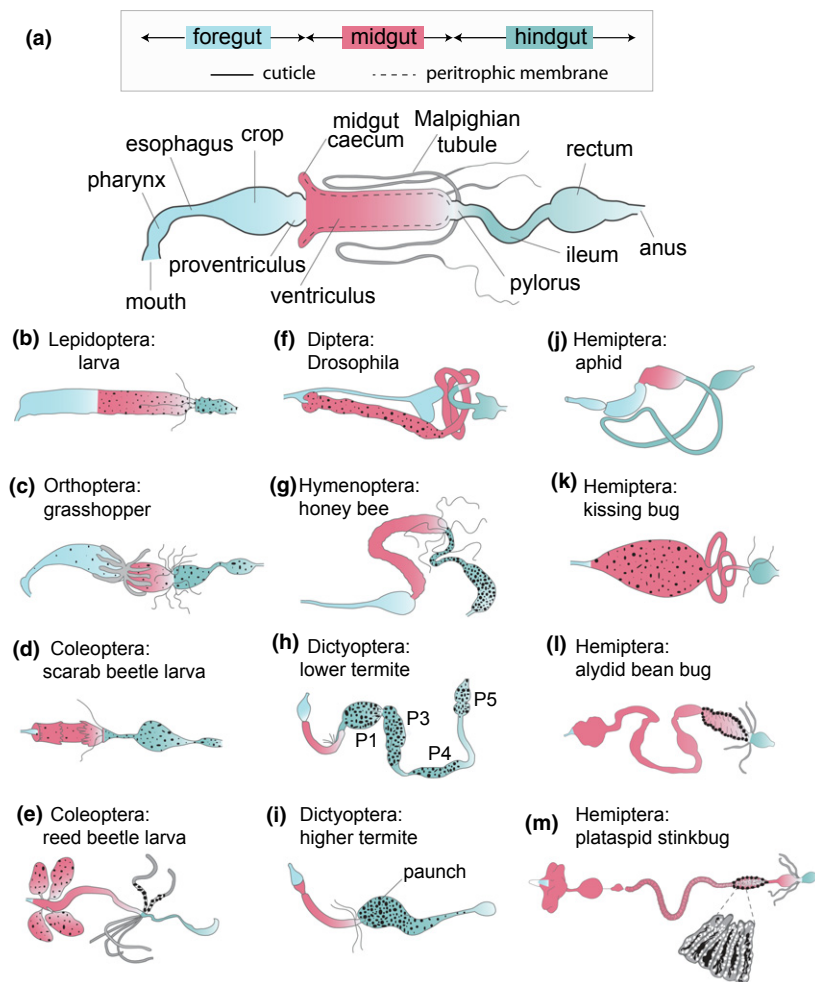 (a)
foregut midgut hindgut
cuticle peritrophic membrane
midgut
caecum
Malpighian
tubule
rectum
crop
esophagus
pharynx
proventriculus
ileum
anus
pylorus
ventriculus
mouth
(b) Lepidoptera:
larva
(f) Diptera:
Drosophila
(j) Hemiptera:
aphid
(c) Orthoptera:
grasshopper
(g) Hymenoptera:
honey bee
(k) Hemiptera:
kissing bug
(d) Coleoptera:
scarab beetle larva
(h) Dictyoptera:
lower termite
P1
P3
P4
P5
(l) Hemiptera:
alydid bean bug
(e) Coleoptera:
reed beetle larva
(i) Dictyoptera:
higher termite
paunch
(m) Hemiptera:
plataspid stinkbug